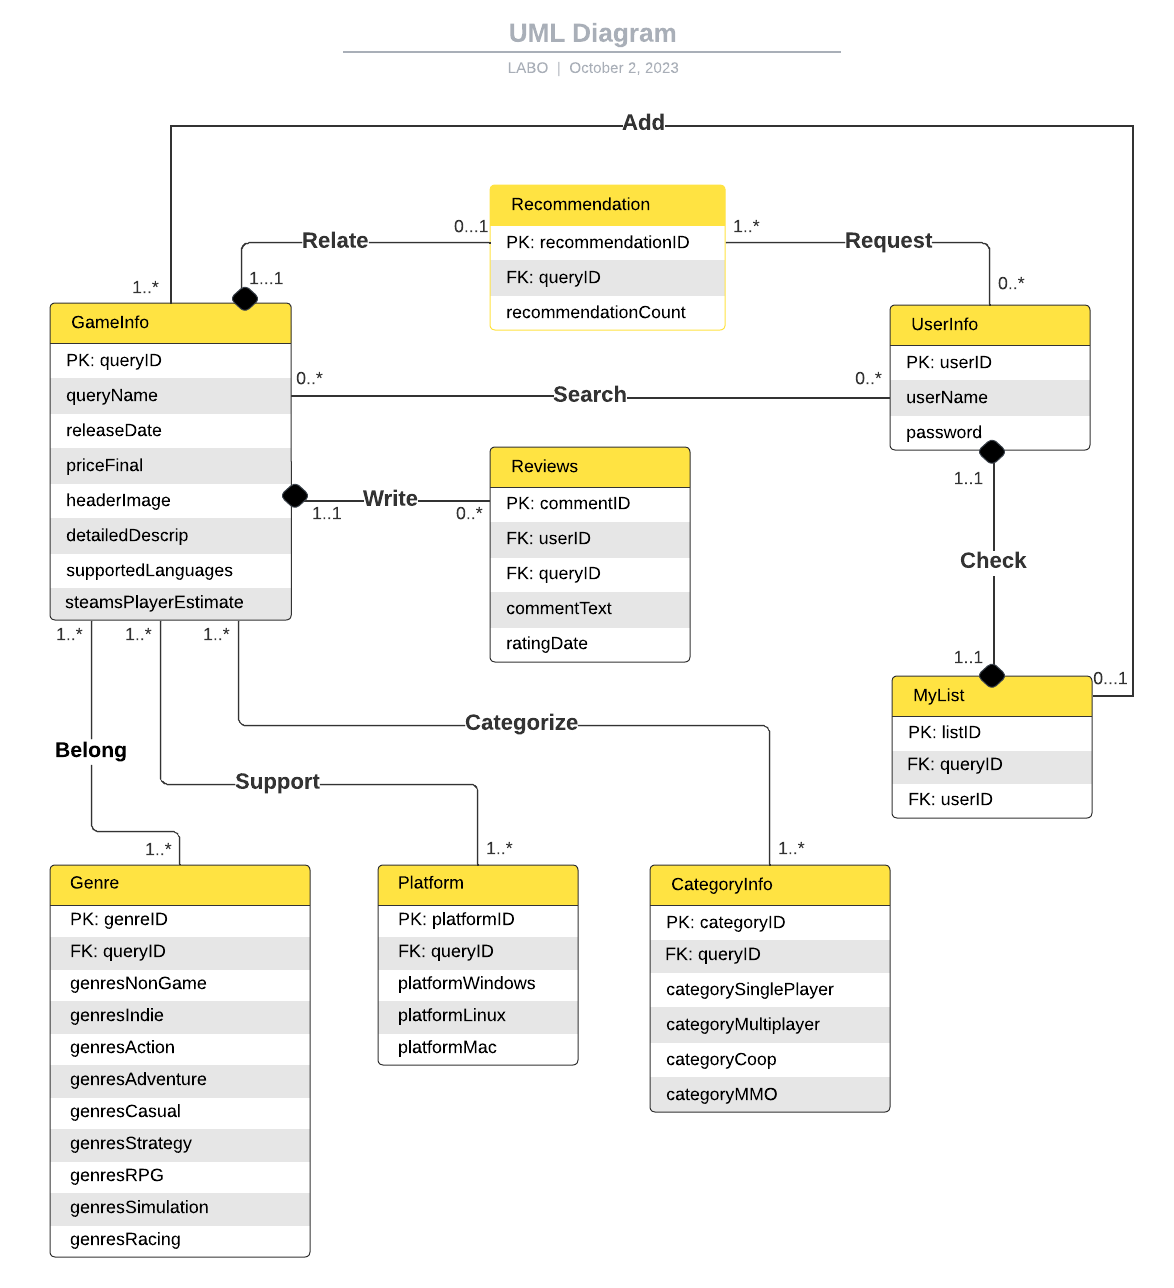 UML Diagram
LABO | October 2, 2023
Add
Recommendation
PK: recommendationID
FK: queryID
recommendationCount
0...1
Relate
1...1
1..*
Request
0..*
1..*
GameInfo
PK: queryID
queryName
releaseDate
priceFinal
headerImage
detailedDescrip
supportedLanguages
steamsPlayerEstimate
0..*
Search
0..*
UserInfo
PK: userID
userName
password
1..1
Write
0..*
Reviews
PK: commentID
FK: userID
FK: queryID
commentText
ratingDate
1..1
Check
1..1
0...1
MyList
PK: listID
FK: queryID
FK: userID
1..*
1..*
1..*
Categorize
Belong
Support
1..*
1..*
1..*
Genre
PK: genreID
FK: queryID
genresNonGame
genresIndie
genresAction
genresAdventure
genresCasual
genresStrategy
genresRPG
genresSimulation
genresRacing
Platform
PK: platformID
FK: queryID
platformWindows
platformLinux
platformMac
CategoryInfo
PK: categoryID
FK: queryID
categorySinglePlayer
categoryMultiplayer
categoryCoop
categoryMMO